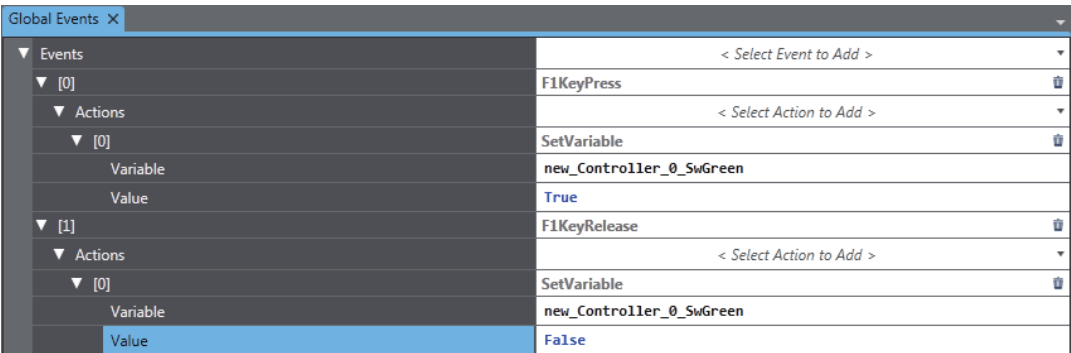 Global Events
Events < Select Event to Add >
[0] F1KeyPress
Actions < Select Action to Add >
[0] SetVariable
Variable new_Controller_0_SwGreen
Value True
[1] F1KeyRelease
Actions < Select Action to Add >
[0] SetVariable
Variable new_Controller_0_SwGreen
Value False